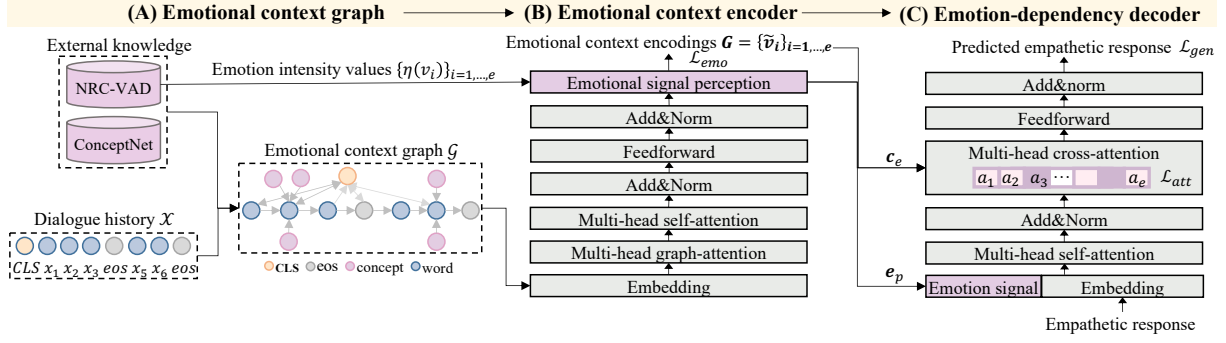 (A) Emotional context graph
(B) Emotional context encoder
(C) Emotion-dependency decoder
External knowledge
NRC-VAD
ConceptNet
Emotion intensity values {η(v_i)}_{i=1,...,e}
Emotional context graph 𝒢
CLS eos concept word
Dialogue history 𝒳
CLS x_1 x_2 x_3 eos x_5 x_6 eos
Emotional context encodings G = {ṽ_i}_{i=1,...,e}
ℒ_emo
Emotional signal perception
Add&Norm
Feedforward
Add&Norm
Multi-head self-attention
Multi-head graph-attention
Embedding
c_e
e_p
Predicted empathetic response ℒ_gen
Add&norm
Feedforward
Multi-head cross-attention
a_1 a_2 a_3 ... a_e ℒ_att
Add&Norm
Multi-head self-attention
Emotion signal Embedding
Empathetic response